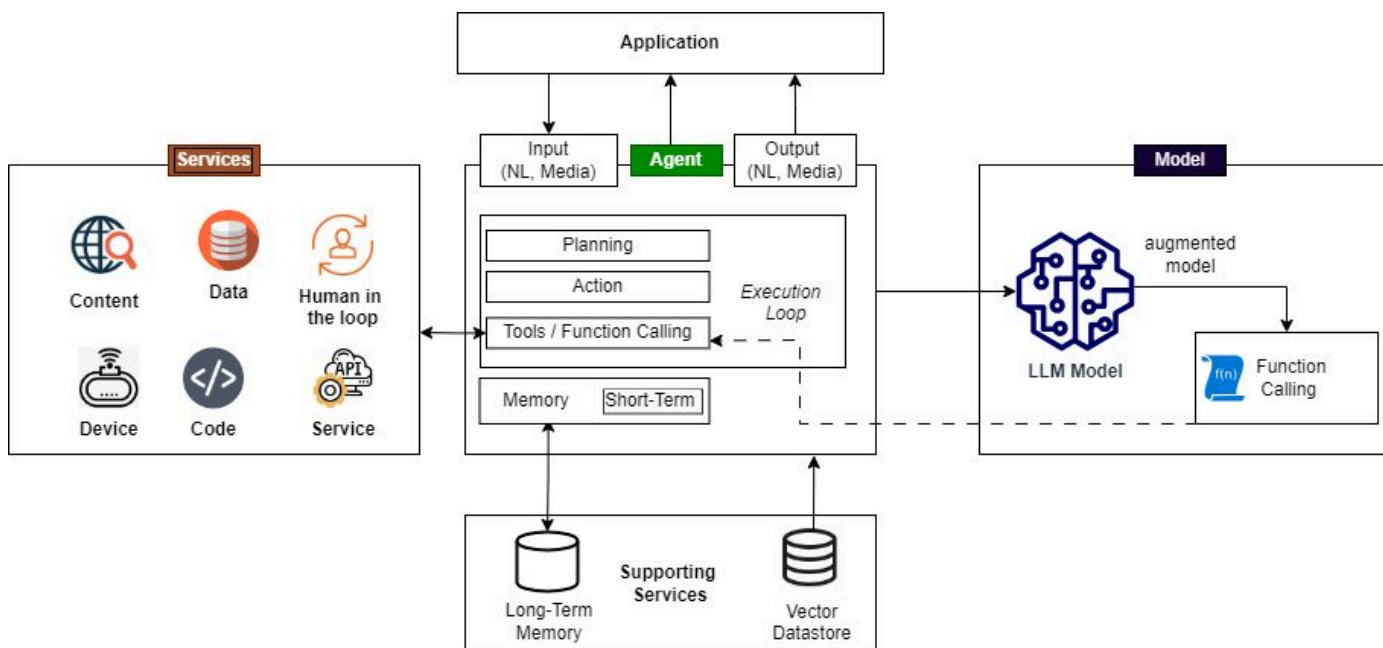 Application
Services
Input
(NL, Media)
Agent
Output
(NL, Media)
Model
Content
Data
Human in
the loop
Device
Code
API
Service
Planning
Action
Tools / Function Calling
Execution
Loop
Memory
Short-Term
augmented
model
LLM Model
f(n)
Function
Calling
Long-Term
Memory
Supporting
Services
Vector
Datastore